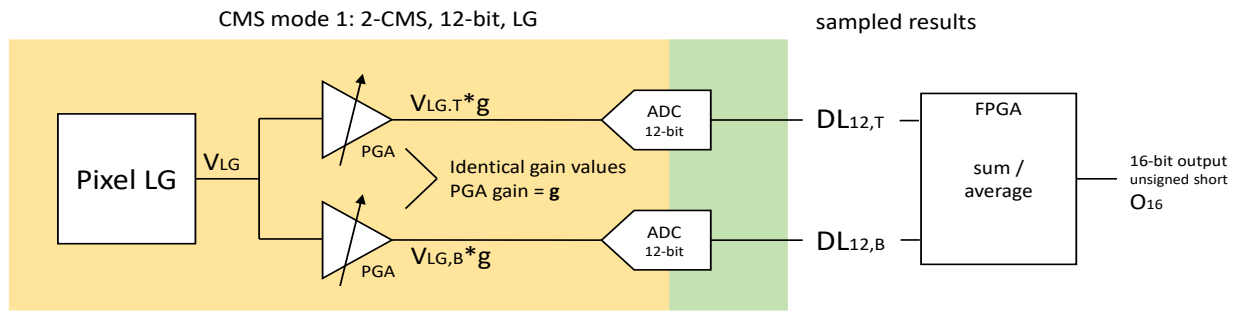 CMS mode 1: 2-CMS, 12-bit, LG
sampled results
Pixel LG
VLG
VLG.T*g
PGA
Identical gain values
PGA gain = g
VLG,B*g
PGA
ADC
12-bit
ADC
12-bit
DL12,T
DL12,B
FPGA
sum /
average
16-bit output
unsigned short
O16